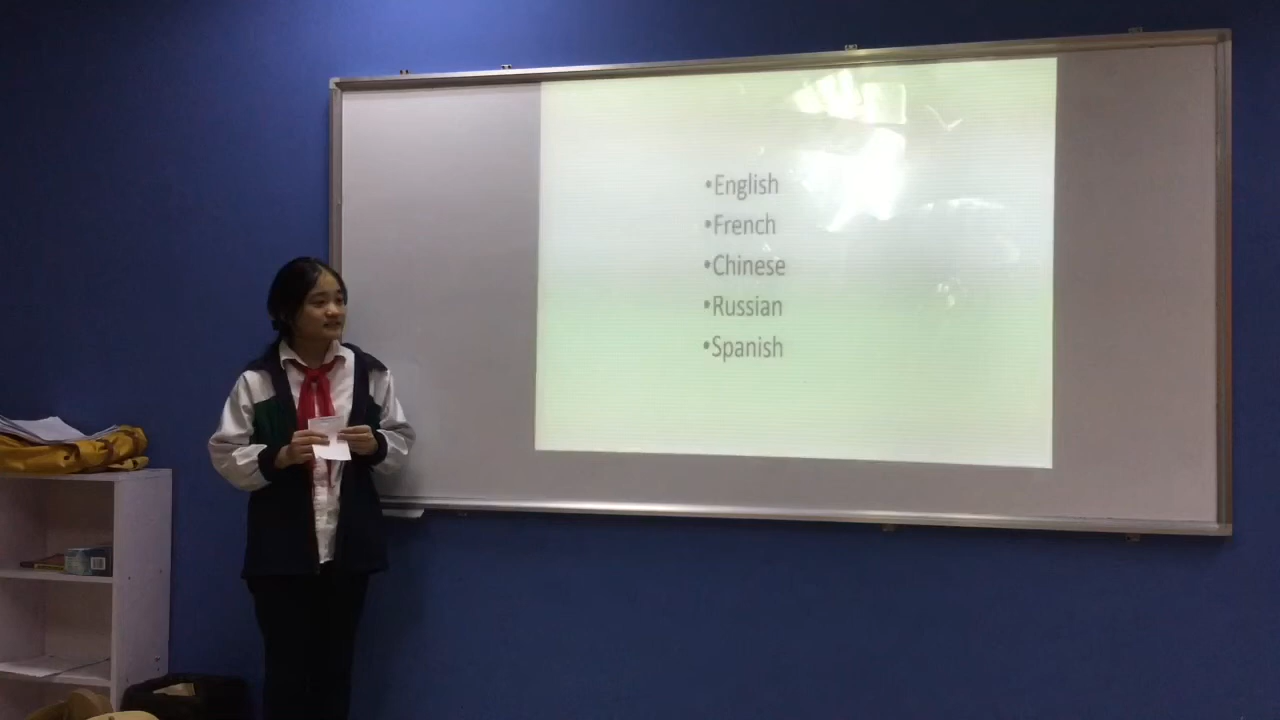 •English
•French
•Chinese
•Russian
•Spanish